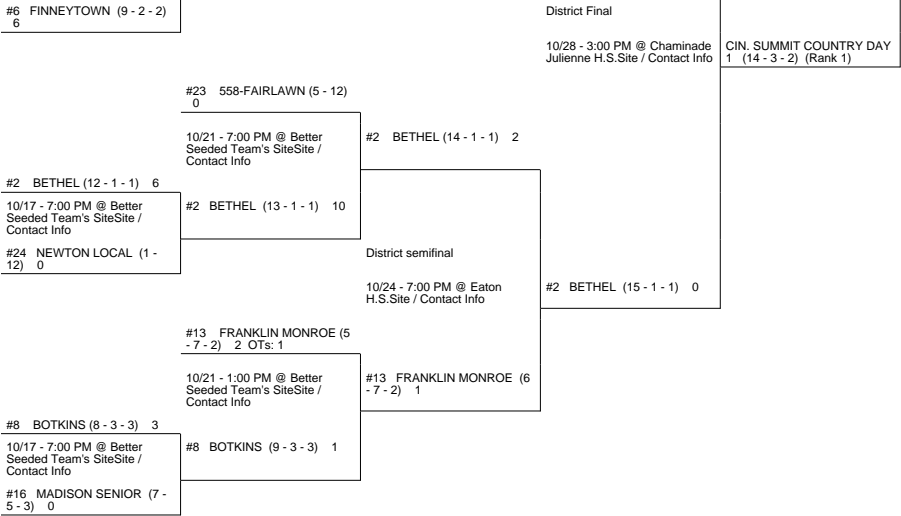 #6 FINNEYTOWN (9 - 2 - 2)
6
District Final
10/28 - 3:00 PM @ Chaminade
Julienne H.S.Site / Contact Info
CIN. SUMMIT COUNTRY DAY
1 (14 - 3 - 2) (Rank 1)
#23 558-FAIRLAWN (5 - 12)
0
10/21 - 7:00 PM @ Better
Seeded Team's SiteSite /
Contact Info
#2 BETHEL (14 - 1 - 1) 2
#2 BETHEL (12 - 1 - 1) 6
10/17 - 7:00 PM @ Better
Seeded Team's SiteSite /
Contact Info
#2 BETHEL (13 - 1 - 1) 10
#24 NEWTON LOCAL (1 -
12) 0
District semifinal
10/24 - 7:00 PM @ Eaton
H.S.Site / Contact Info
#2 BETHEL (15 - 1 - 1) 0
#13 FRANKLIN MONROE (5
- 7 - 2) 2 OTs: 1
10/21 - 1:00 PM @ Better
Seeded Team's SiteSite /
Contact Info
#13 FRANKLIN MONROE (6
- 7 - 2) 1
#8 BOTKINS (8 - 3 - 3) 3
10/17 - 7:00 PM @ Better
Seeded Team's SiteSite /
Contact Info
#8 BOTKINS (9 - 3 - 3) 1
#16 MADISON SENIOR (7 -
5 - 3) 0